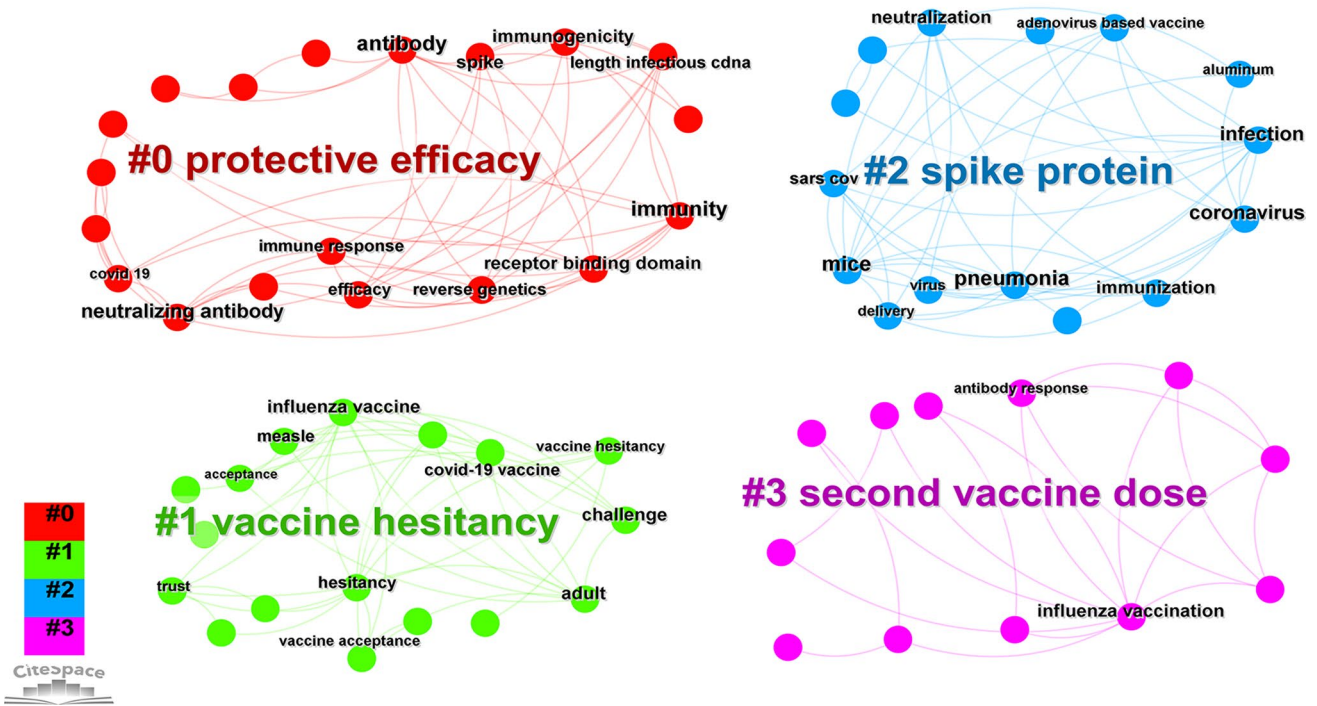 antibody
spike
immunogenicity
length infectious cdna
#0 protective efficacy
immunity
immune response
receptor binding domain
covid 19
efficacy
reverse genetics
neutralizing antibody
neutralization
adenovirus based vaccine
aluminum
infection
sars cov
#2 spike protein
coronavirus
mice
virus
pneumonia
immunization
delivery
influenza vaccine
measle
vaccine hesitancy
acceptance
covid-19 vaccine
#1 vaccine hesitancy
challenge
trust
hesitancy
adult
vaccine acceptance
antibody response
#3 second vaccine dose
influenza vaccination
#0
#1
#2
#3
CiteSpace